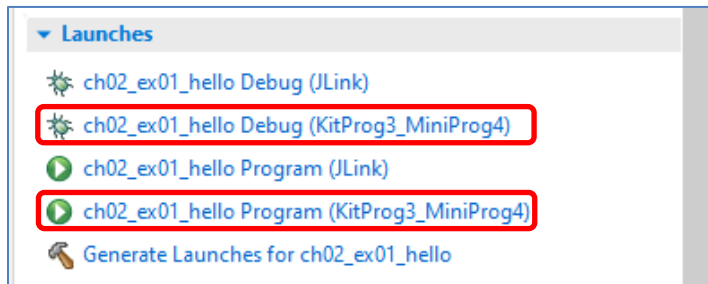 Launches
ch02_ex01_hello Debug (JLink)
ch02_ex01_hello Debug (KitProg3_MiniProg4)
ch02_ex01_hello Program (JLink)
ch02_ex01_hello Program (KitProg3_MiniProg4)
Generate Launches for ch02_ex01_hello